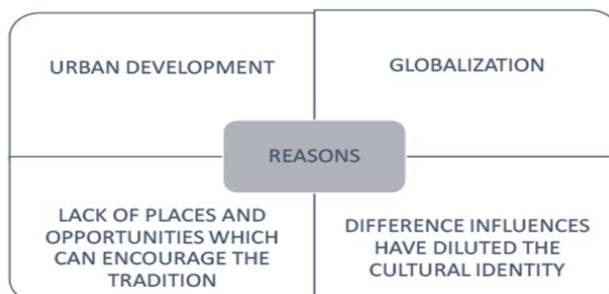 URBAN DEVELOPMENT
GLOBALIZATION
REASONS
LACK OF PLACES AND
OPPORTUNITIES WHICH
CAN ENCOURAGE THE
TRADITION
DIFFERENCE INFLUENCES
HAVE DILUTED THE
CULTURAL IDENTITY